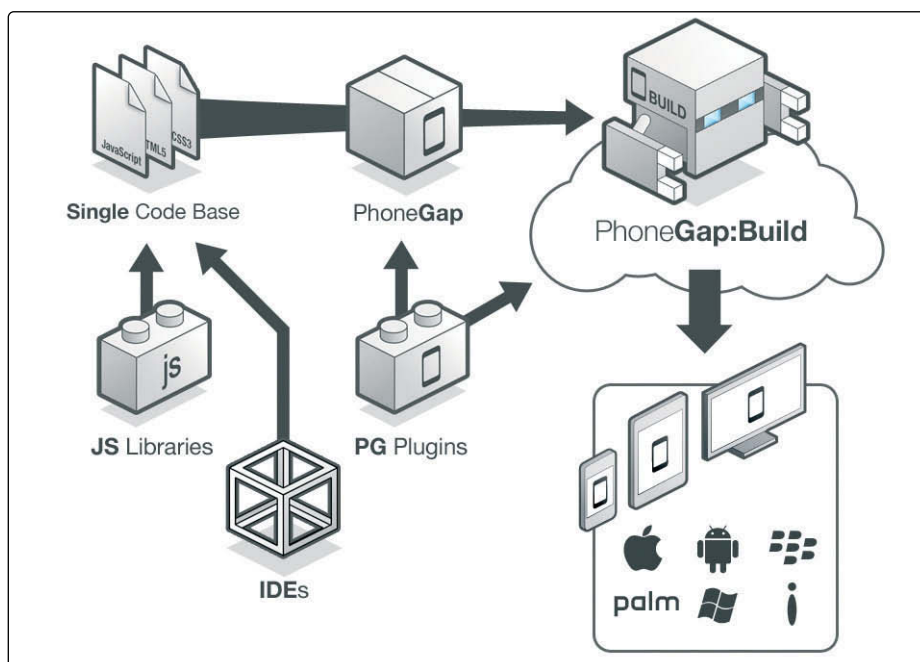 JavaScript
TML5
CSS3
BUILD
Single Code Base
PhoneGap
PhoneGap:Build
js
JS Libraries
PG Plugins
IDEs
palm